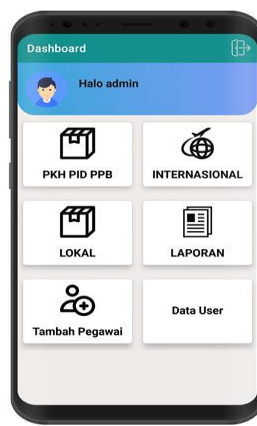 Dashboard
Halo admin
PKH PID PPB
INTERNASIONAL
LOKAL
LAPORAN
Tambah Pegawai
Data User